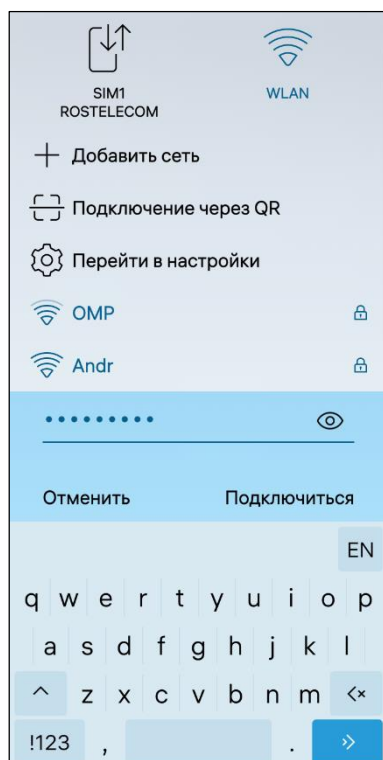 SIM1
ROSTELECOM
WLAN
Добавить сеть
Подключение через QR
Перейти в настройки
OMP
Andr
•••••••••
Отменить
Подключиться
EN
q w e r t y u i o p
a s d f g h j k l
z x c v b n m
!123 , .